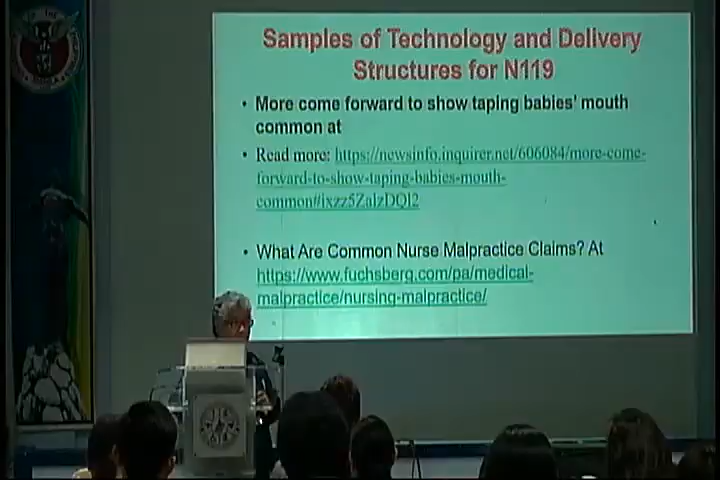 Samples of Technology and Delivery
Structures for N119
• More come forward to show taping babies' mouth
common at
• Read more: https://newsinfo.inquirer.net/606084/more-come-
forward-to-show-taping-babies-mouth-
common#ixzz5ZalzDQl2
• What Are Common Nurse Malpractice Claims? At
https://www.fuchsberg.com/pa/medical-
malpractice/nursing-malpractice/